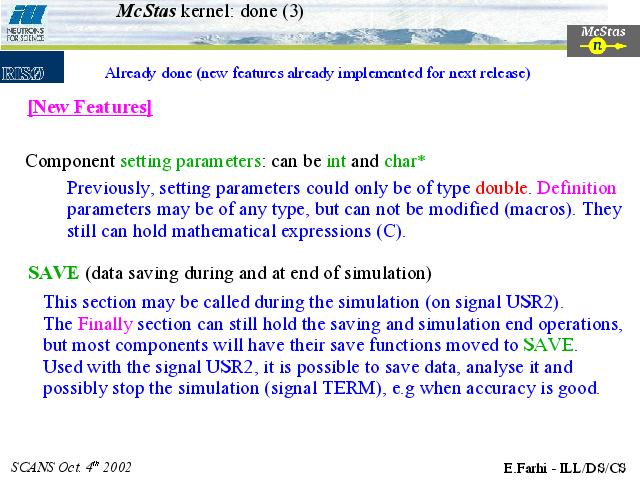 McStas kernel: done (3)
NEUTRONS
FOR SCIENCE
McStas
n
RISØ
Already done (new features already implemented for next release)
[New Features]
Component setting parameters: can be int and char*
Previously, setting parameters could only be of type double. Definition
parameters may be of any type, but can not be modified (macros). They
still can hold mathematical expressions (C).
SAVE (data saving during and at end of simulation)
This section may be called during the simulation (on signal USR2).
The Finally section can still hold the saving and simulation end operations,
but most components will have their save functions moved to SAVE.
Used with the signal USR2, it is possible to save data, analyse it and
possibly stop the simulation (signal TERM), e.g when accuracy is good.
SCANS Oct. 4th 2002
E.Farhi - ILL/DS/CS